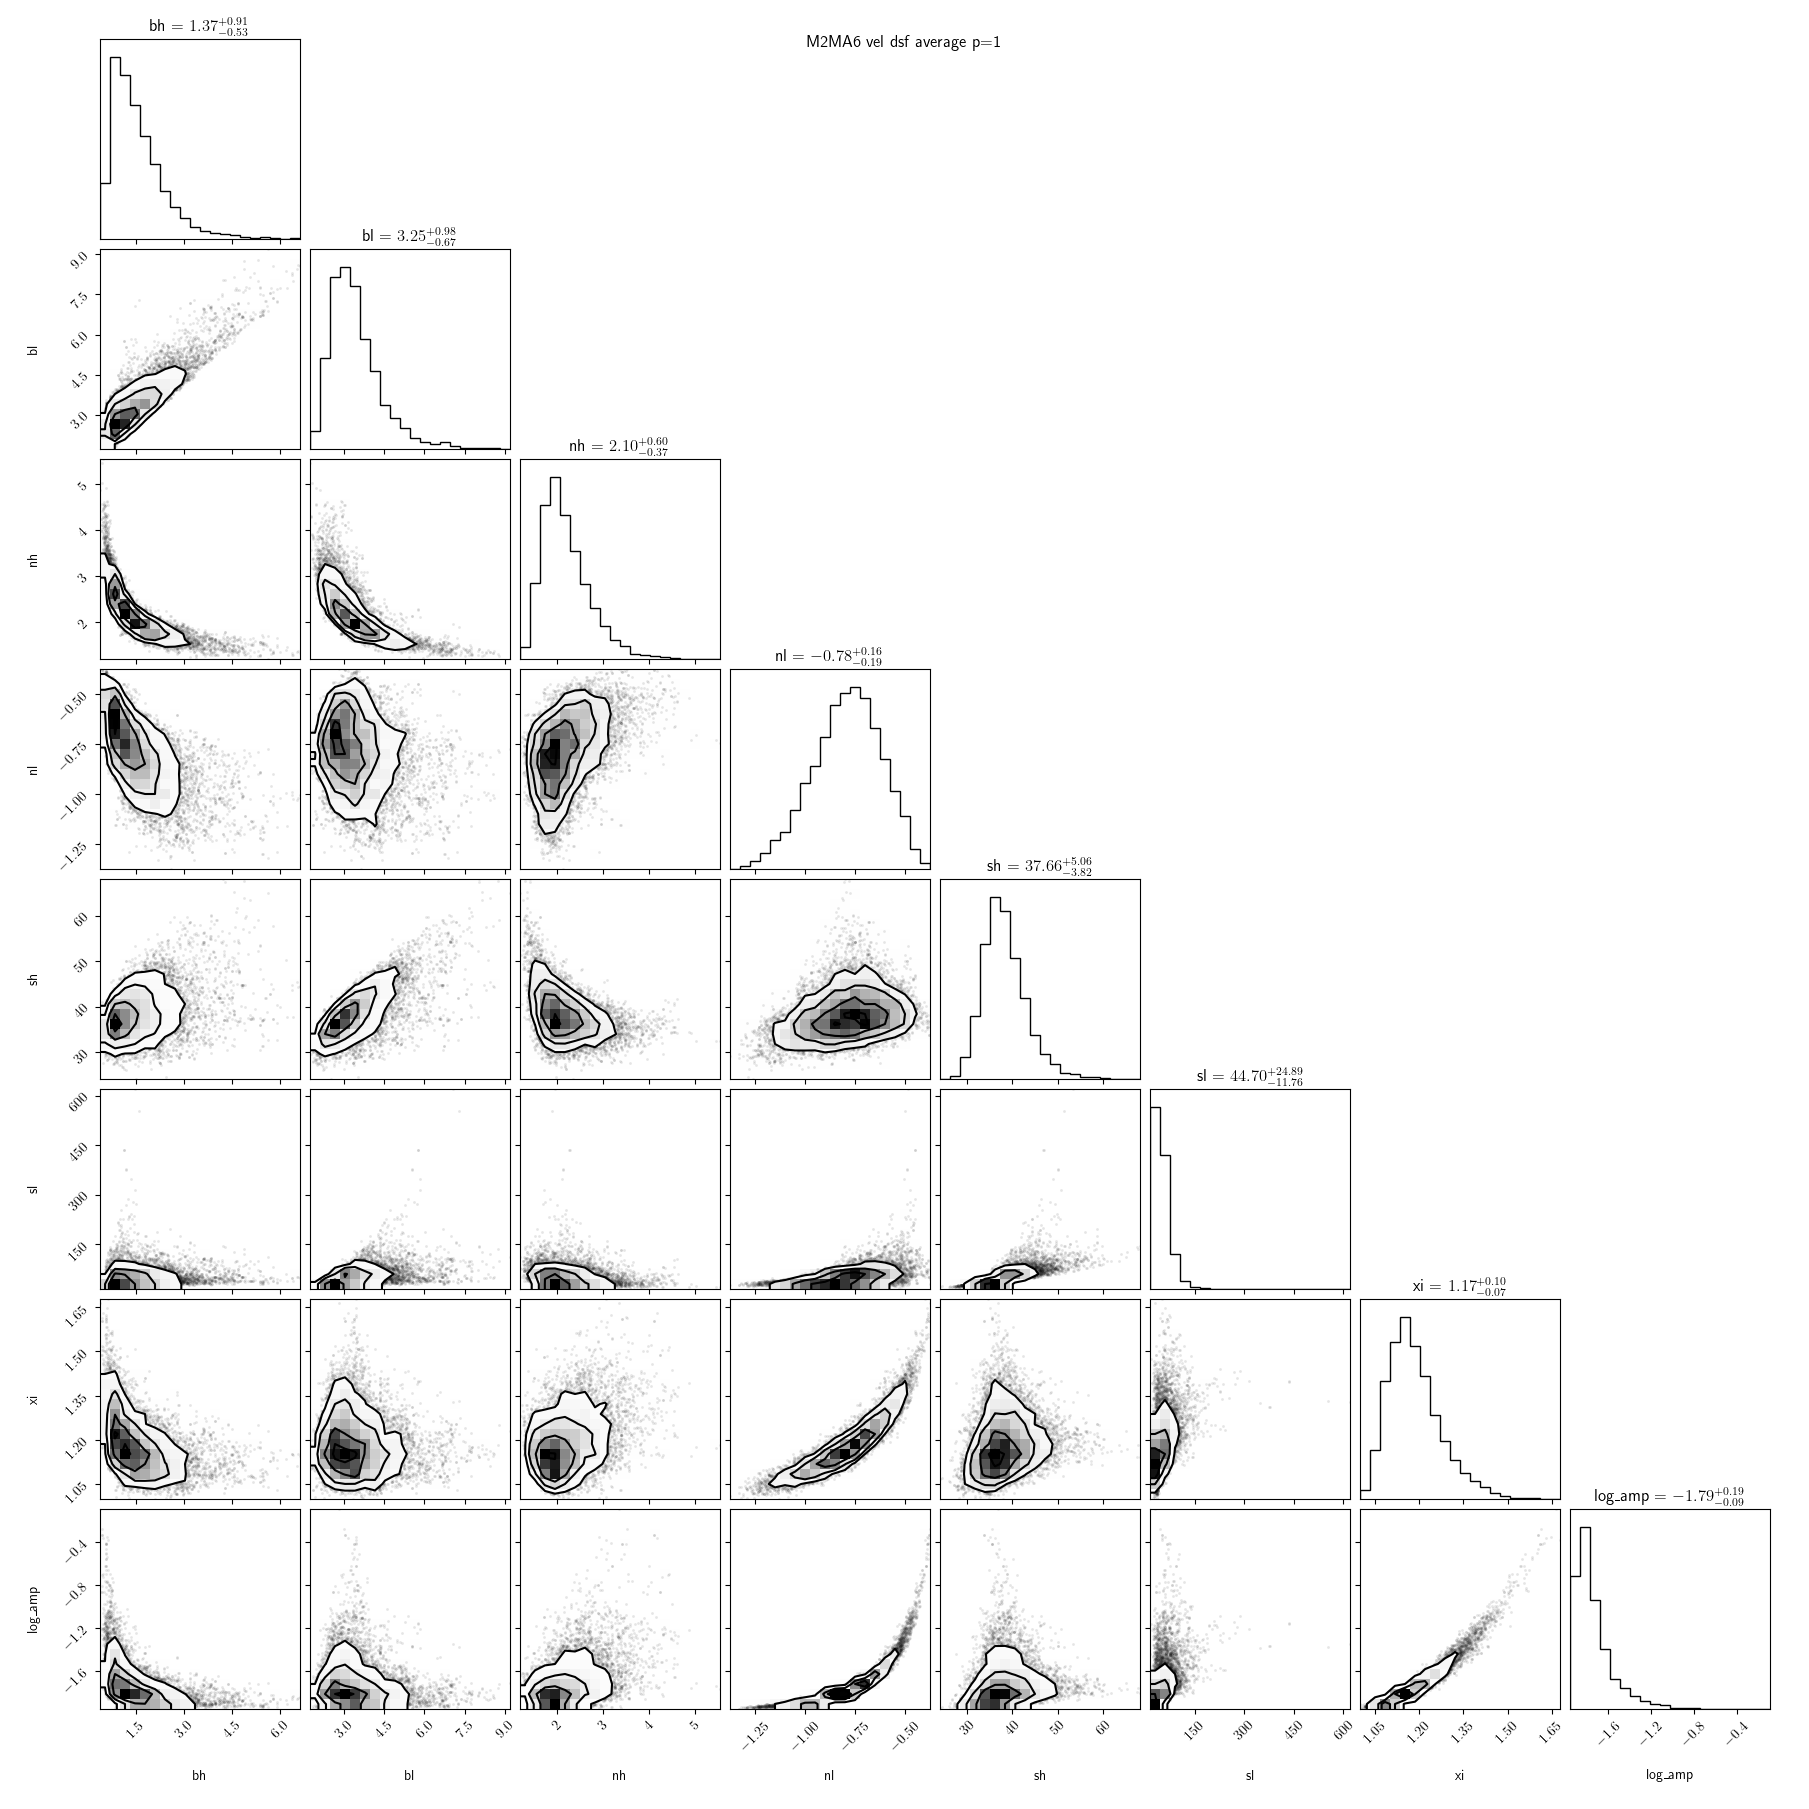 bh = 1.37 +0.91 −0.53
M2MA6 vel dsf average p=1
bl = 3.25 +0.98 −0.67
9.0
7.5
6.0
4.5
3.0
bl
nh = 2.10 +0.60 −0.37
5
4
3
2
nh
nl = −0.78 +0.16 −0.19
−0.50
−0.75
−1.00
−1.25
nl
sh = 37.66 +5.06 −3.82
60
50
40
30
sh
sl = 44.70 +24.89 −11.76
600
450
300
150
sl
xi = 1.17 +0.10 −0.07
1.65
1.50
1.35
1.20
1.05
xi
log_amp = −1.79 +0.19 −0.09
−0.4
−0.8
−1.2
−1.6
log_amp
1.5 3.0 4.5 6.0 3.0 4.5 6.0 7.5 9.0 2 3 4 5 −1.25 −1.00 −0.75 −0.50 30 40 50 60 150 300 450 600 1.05 1.20 1.35 1.50 1.65 −1.6 −1.2 −0.8 −0.4
bh bl nh nl sh sl xi log_amp